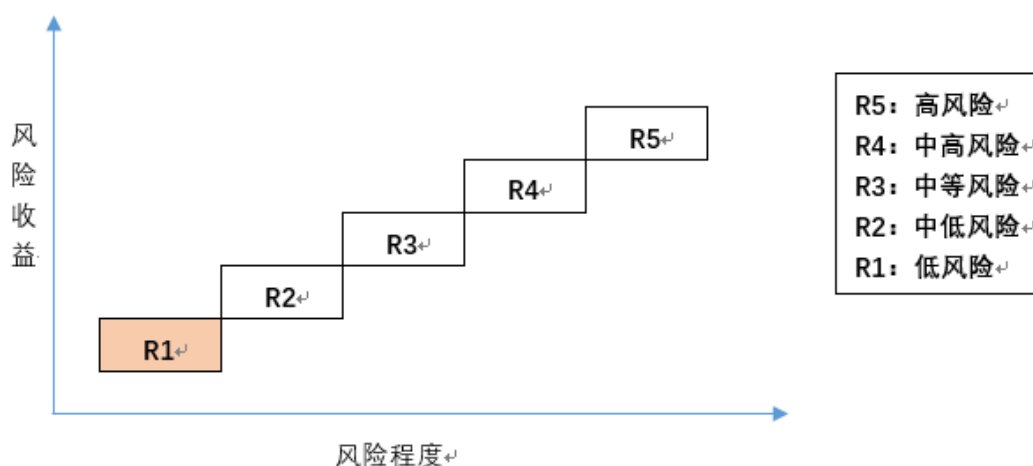 风险收益
R5
R4
R3
R2
R1
风险程度
R5：高风险
R4：中高风险
R3：中等风险
R2：中低风险
R1：低风险